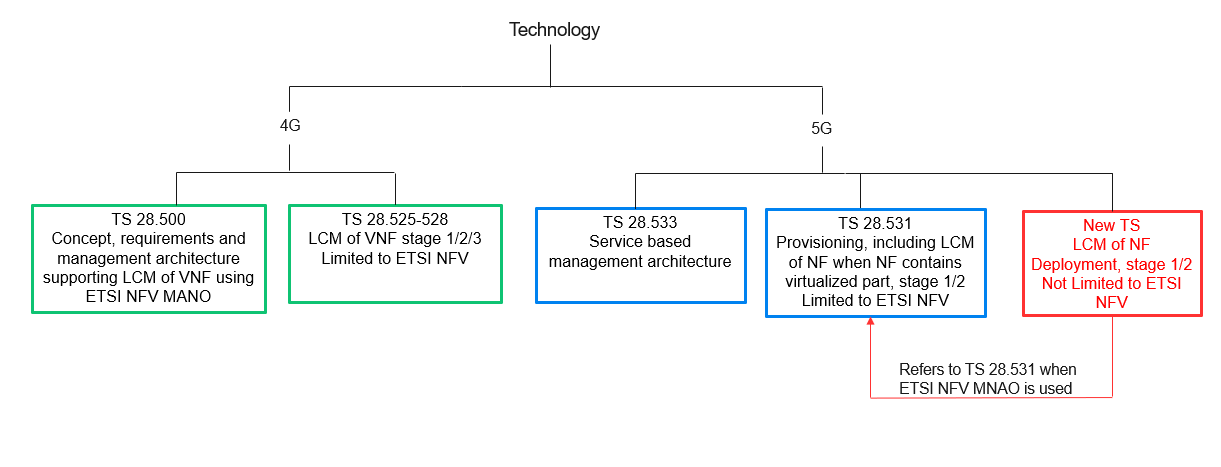 Technology
4G
5G
TS 28.500
Concept, requirements and
management architecture
supporting LCM of VNF using
ETSI NFV MANO
TS 28.525-528
LCM of VNF stage 1/2/3
Limited to ETSI NFV
TS 28.533
Service based
management architecture
TS 28.531
Provisioning, including LCM
of NF when NF contains
virtualized part, stage 1/2
Limited to ETSI NFV
New TS
LCM of NF
Deployment, stage 1/2
Not Limited to ETSI
NFV
Refers to TS 28.531 when
ETSI NFV MNAO is used